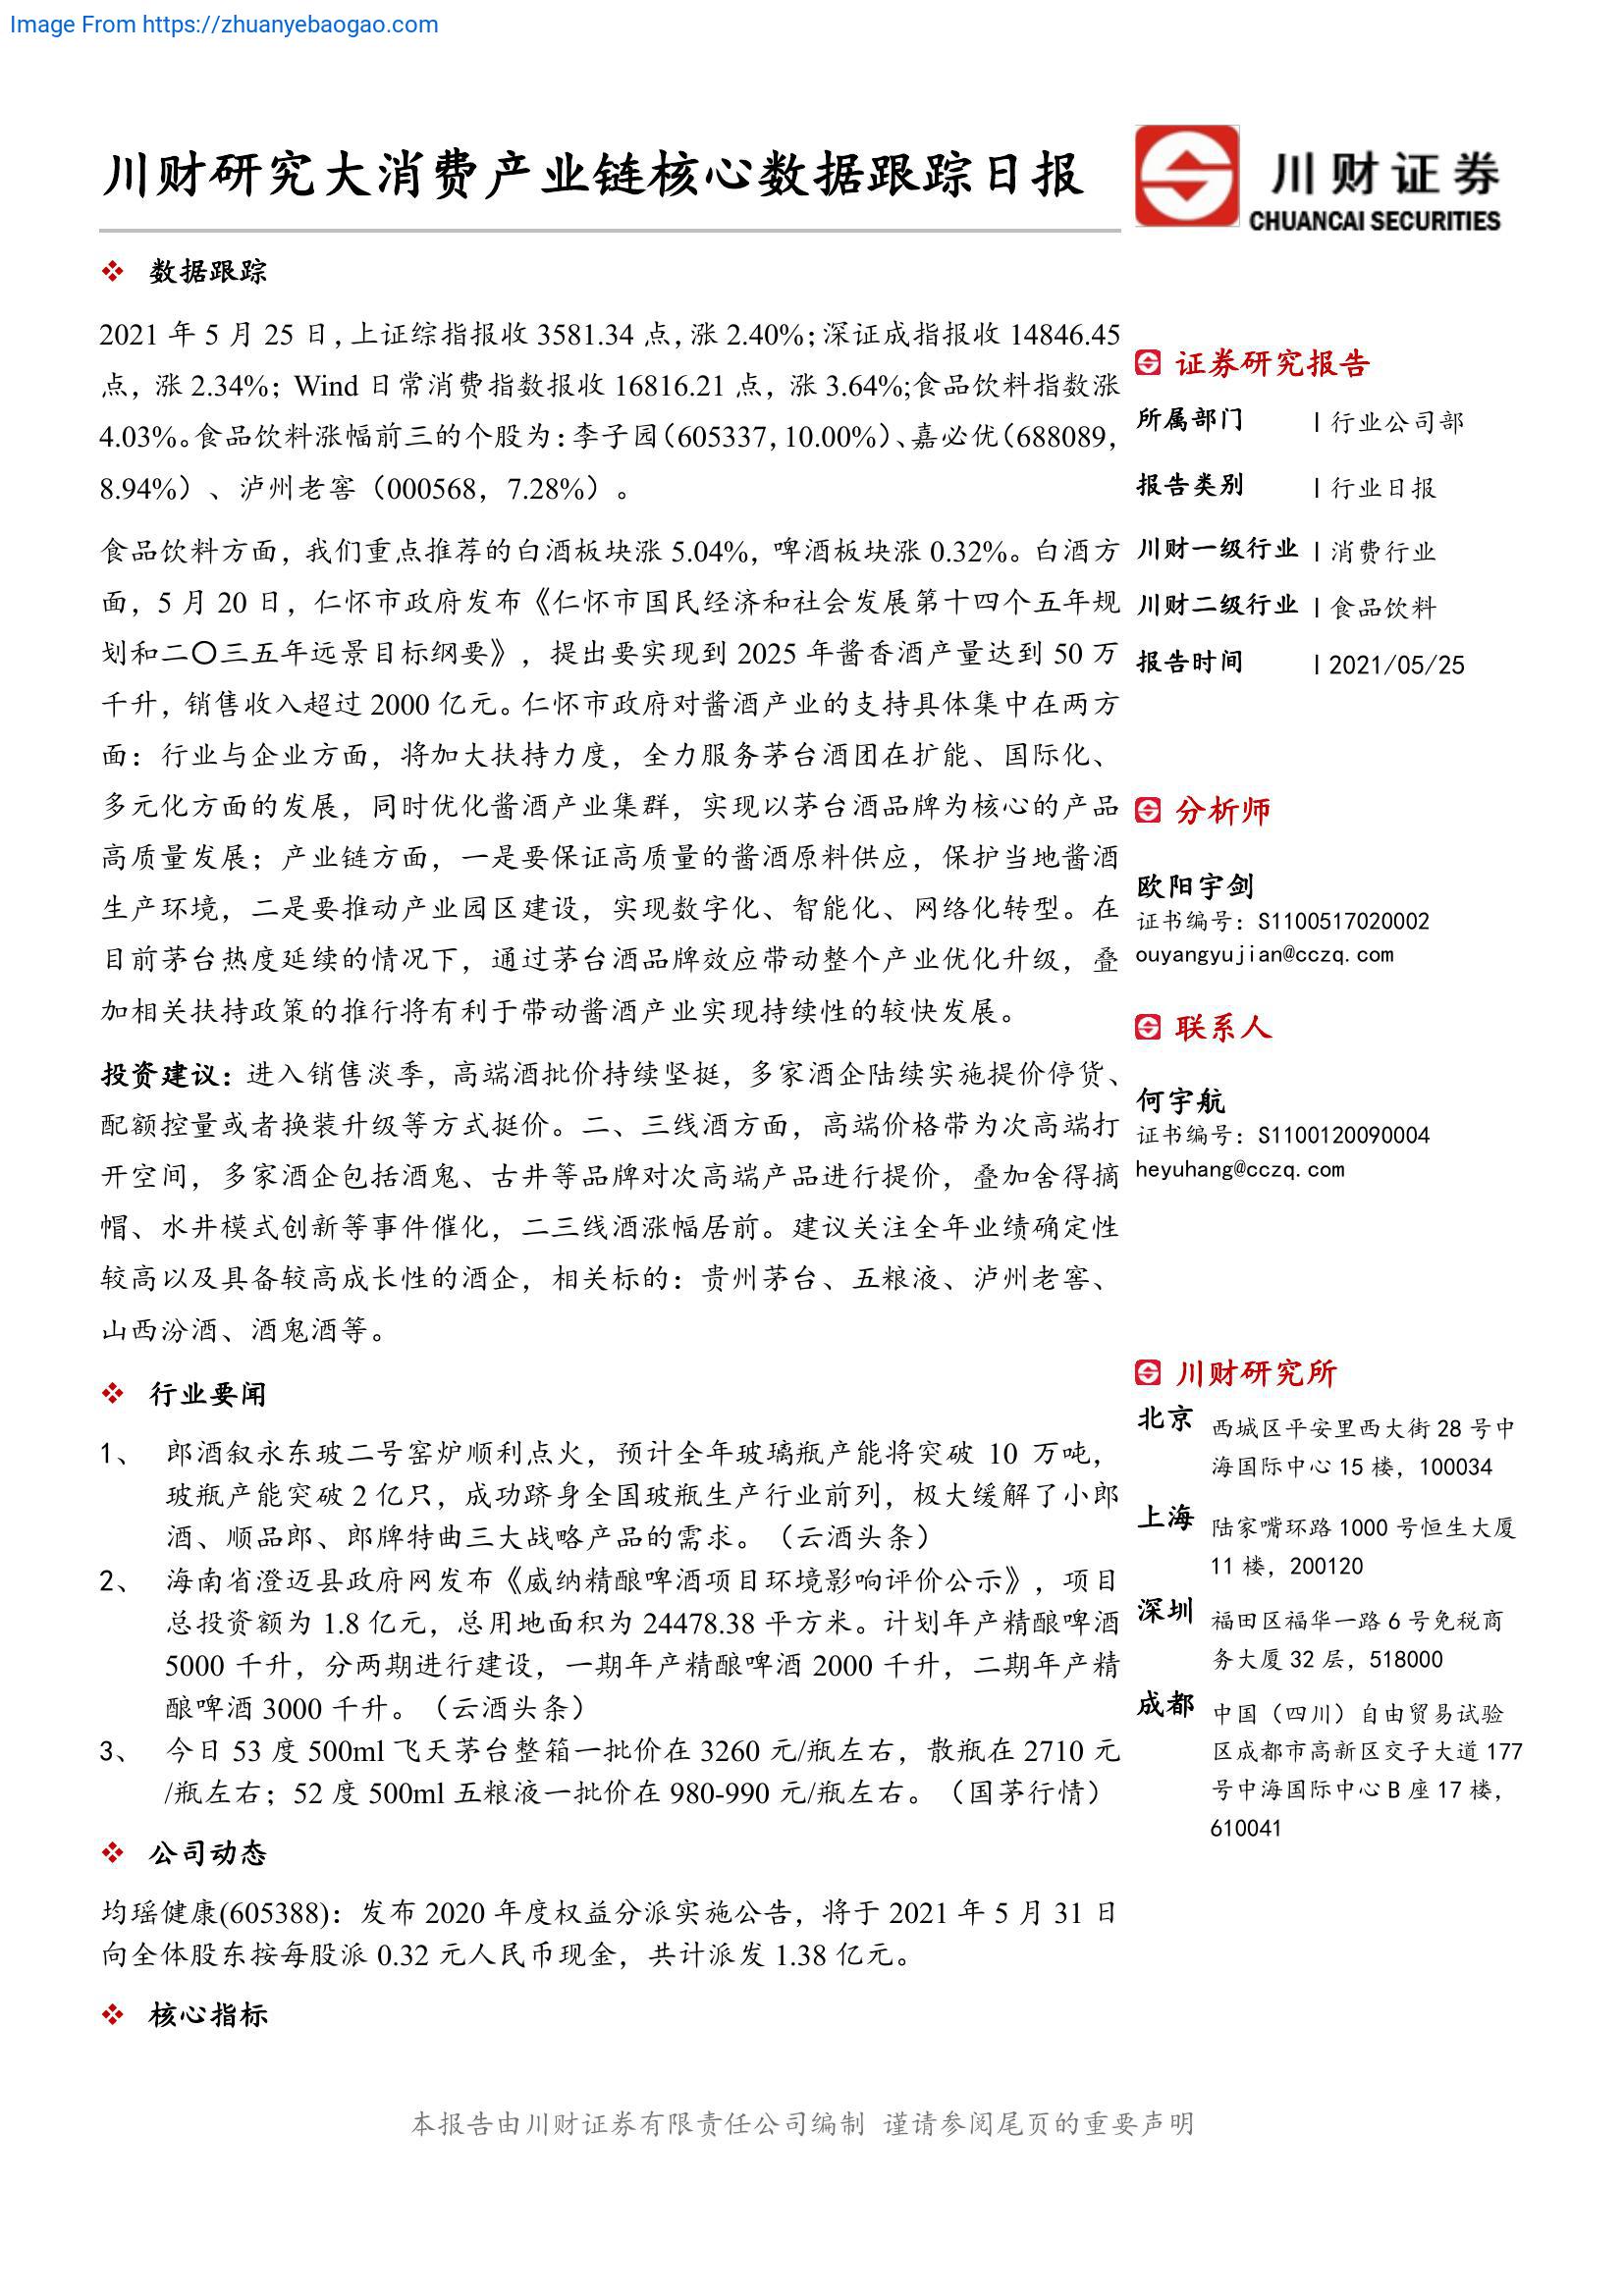 Image From https://zhuanyebaogao.com
川财研究大消费产业链核心数据跟踪日报
川财证券
CHUANCAI SECURITIES
数据跟踪
2021 年 5 月 25 日,上证综指报收 3581.34 点,涨 2.40%;深证成指报收 14846.45
点，涨 2.34%；Wind 日常消费指数报收 16816.21 点，涨 3.64%;食品饮料指数涨
4.03%。食品饮料涨幅前三的个股为：李子园（605337，10.00%）、嘉必优（688089，
8.94%）、泸州老窖（000568，7.28%）。
食品饮料方面，我们重点推荐的白酒板块涨 5.04%，啤酒板块涨 0.32%。白酒方
面，5 月 20 日，仁怀市政府发布《仁怀市国民经济和社会发展第十四个五年规
划和二〇三五年远景目标纲要》，提出要实现到 2025 年酱香酒产量达到 50 万
千升，销售收入超过 2000 亿元。仁怀市政府对酱酒产业的支持具体集中在两方
面：行业与企业方面，将加大扶持力度，全力服务茅台酒团在扩能、国际化、
多元化方面的发展，同时优化酱酒产业集群，实现以茅台酒品牌为核心的产品
高质量发展；产业链方面，一是要保证高质量的酱酒原料供应，保护当地酱酒
生产环境，二是要推动产业园区建设，实现数字化、智能化、网络化转型。在
目前茅台热度延续的情况下，通过茅台酒品牌效应带动整个产业优化升级，叠
加相关扶持政策的推行将有利于带动酱酒产业实现持续性的较快发展。
投资建议：进入销售淡季，高端酒批价持续坚挺，多家酒企陆续实施提价停货、
配额控量或者换装升级等方式挺价。二、三线酒方面，高端价格带为次高端打
开空间，多家酒企包括酒鬼、古井等品牌对次高端产品进行提价，叠加舍得摘
帽、水井模式创新等事件催化，二三线酒涨幅居前。建议关注全年业绩确定性
较高以及具备较高成长性的酒企，相关标的：贵州茅台、五粮液、泸州老窖、
山西汾酒、酒鬼酒等。
行业要闻
1、 郎酒叙永东玻二号窑炉顺利点火，预计全年玻璃瓶产能将突破 10 万吨，
玻瓶产能突破 2 亿只，成功跻身全国玻瓶生产行业前列，极大缓解了小郎
酒、顺品郎、郎牌特曲三大战略产品的需求。（云酒头条）
2、 海南省澄迈县政府网发布《威纳精酿啤酒项目环境影响评价公示》，项目
总投资额为 1.8 亿元，总用地面积为 24478.38 平方米。计划年产精酿啤酒
5000 千升，分两期进行建设，一期年产精酿啤酒 2000 千升，二期年产精
酿啤酒 3000 千升。（云酒头条）
3、 今日 53 度 500ml 飞天茅台整箱一批价在 3260 元/瓶左右，散瓶在 2710 元
/瓶左右；52 度 500ml 五粮液一批价在 980-990 元/瓶左右。（国茅行情）
公司动态
均瑶健康(605388)：发布 2020 年度权益分派实施公告，将于 2021 年 5 月 31 日
向全体股东按每股派 0.32 元人民币现金，共计派发 1.38 亿元。
核心指标
证券研究报告
所属部门 | 行业公司部
报告类别 | 行业日报
川财一级行业 | 消费行业
川财二级行业 | 食品饮料
报告时间 | 2021/05/25
分析师
欧阳宇剑
证书编号：S1100517020002
ouyangyujian@cczq.com
联系人
何宇航
证书编号：S1100120090004
heyuhang@cczq.com
川财研究所
北京 西城区平安里西大街 28 号中
海国际中心 15 楼，100034
上海 陆家嘴环路 1000 号恒生大厦
11 楼，200120
深圳 福田区福华一路 6 号免税商
务大厦 32 层，518000
成都 中国（四川）自由贸易试验
区成都市高新区交子大道 177
号中海国际中心 B 座 17 楼，
610041
本报告由川财证券有限责任公司编制 谨请参阅尾页的重要声明